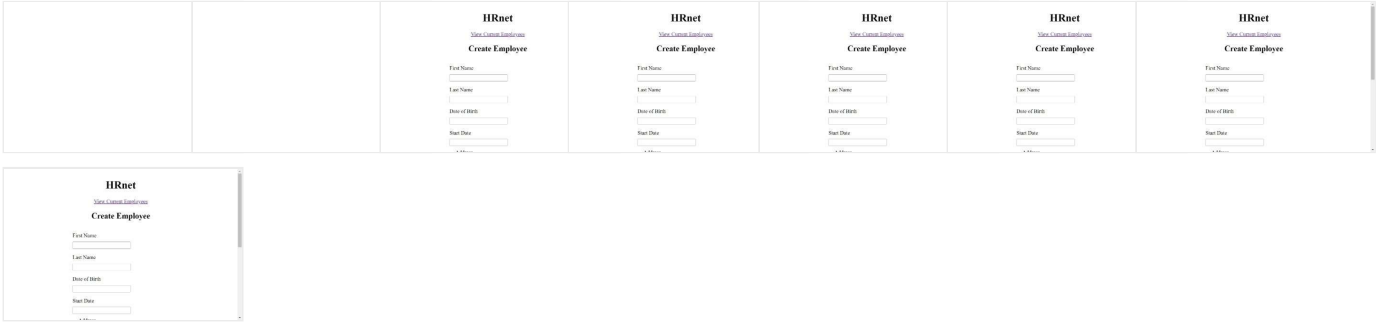 HRnet
View Current Employees
Create Employee
First Name
Last Name
Date of Birth
Start Date
HRnet
View Current Employees
Create Employee
First Name
Last Name
Date of Birth
Start Date
HRnet
View Current Employees
Create Employee
First Name
Last Name
Date of Birth
Start Date
HRnet
View Current Employees
Create Employee
First Name
Last Name
Date of Birth
Start Date
HRnet
View Current Employees
Create Employee
First Name
Last Name
Date of Birth
Start Date
HRnet
View Current Employees
Create Employee
First Name
Last Name
Date of Birth
Start Date